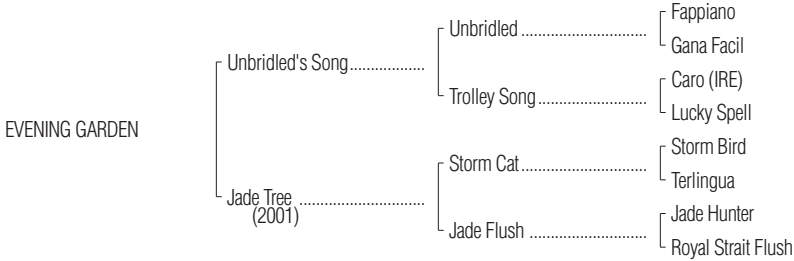 Fappiano
Unbridled ..............................
Gana Facil
Unbridled's Song..................
Caro (IRE)
Trolley Song..........................
Lucky Spell
EVENING GARDEN
Storm Bird
Storm Cat..............................
Terlingua
Jade Tree ..............................
(2001)
Jade Hunter
Jade Flush ............................
Royal Strait Flush